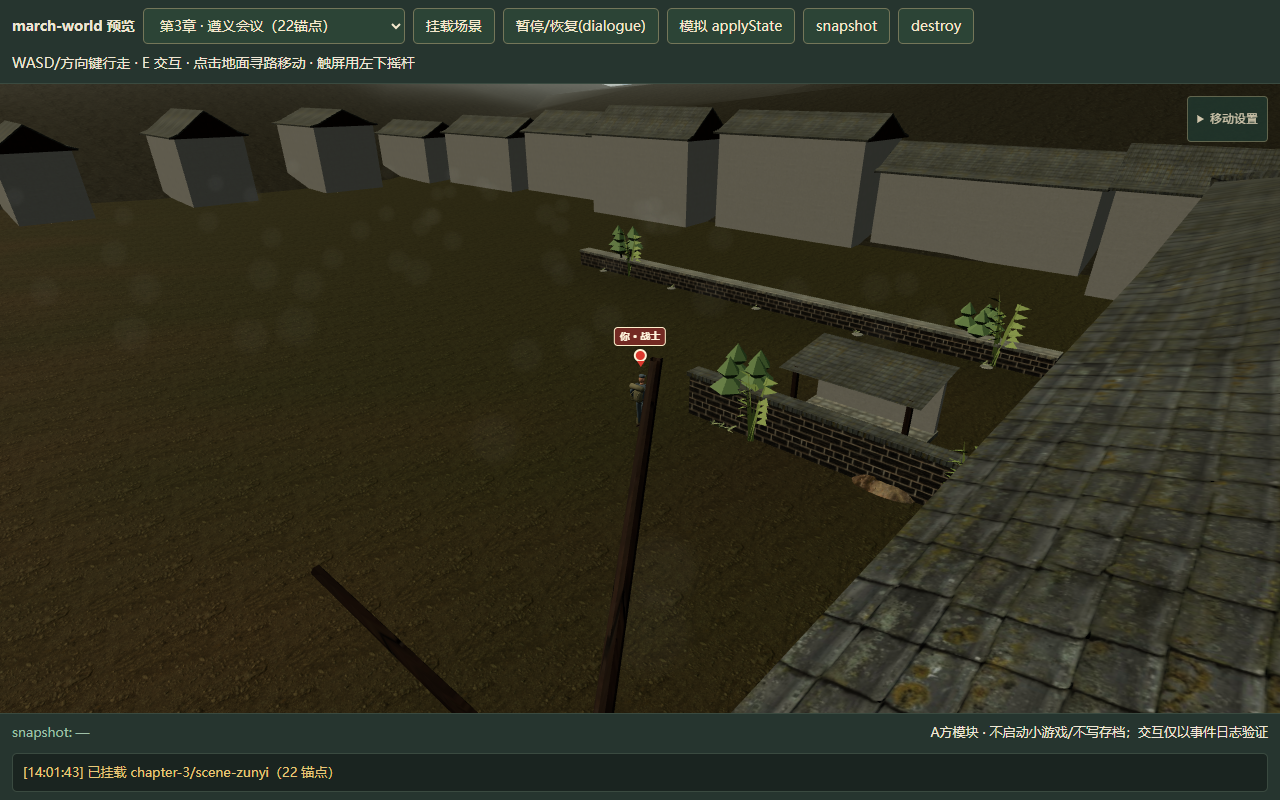 march-world 预览 第3章 · 遵义会议（22锚点） 挂载场景 暂停/恢复(dialogue) 模拟 applyState snapshot destroy
WASD/方向键行走 · E 交互 · 点击地面寻路移动 · 触屏用左下摇杆
▶ 移动设置
你 · 战士
snapshot: —
A方模块 · 不启动小游戏/不写存档；交互仅以事件日志验证
[14:01:43] 已挂载 chapter-3/scene-zunyi（22 锚点）